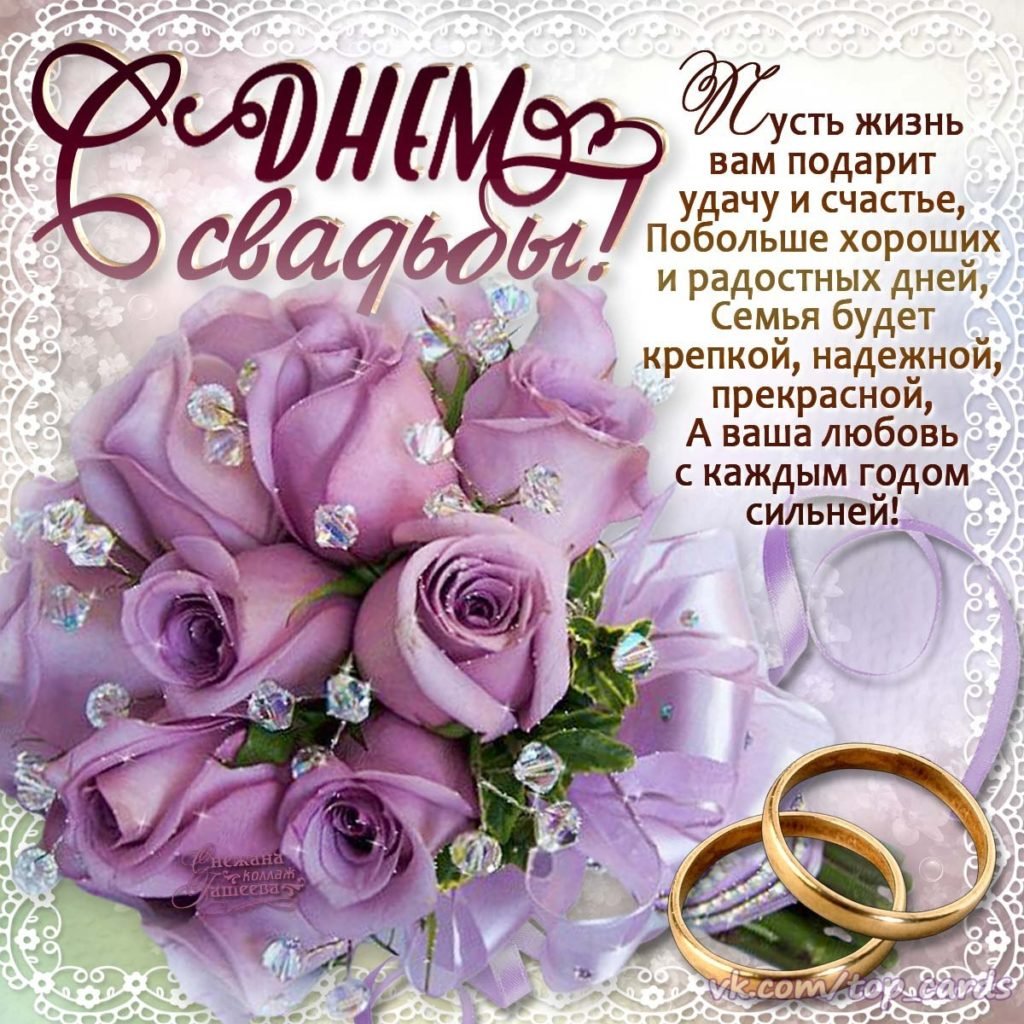 С ДНЕМ
свадьбы!
Пусть жизнь
вам подарит
удачу и счастье,
Побольше хороших
и радостных дней,
Семья будет
крепкой, надежной,
прекрасной,
А ваша любовь
с каждым годом
сильней!
Снежана
коллаж
Ташеева
vk.com/top_cards